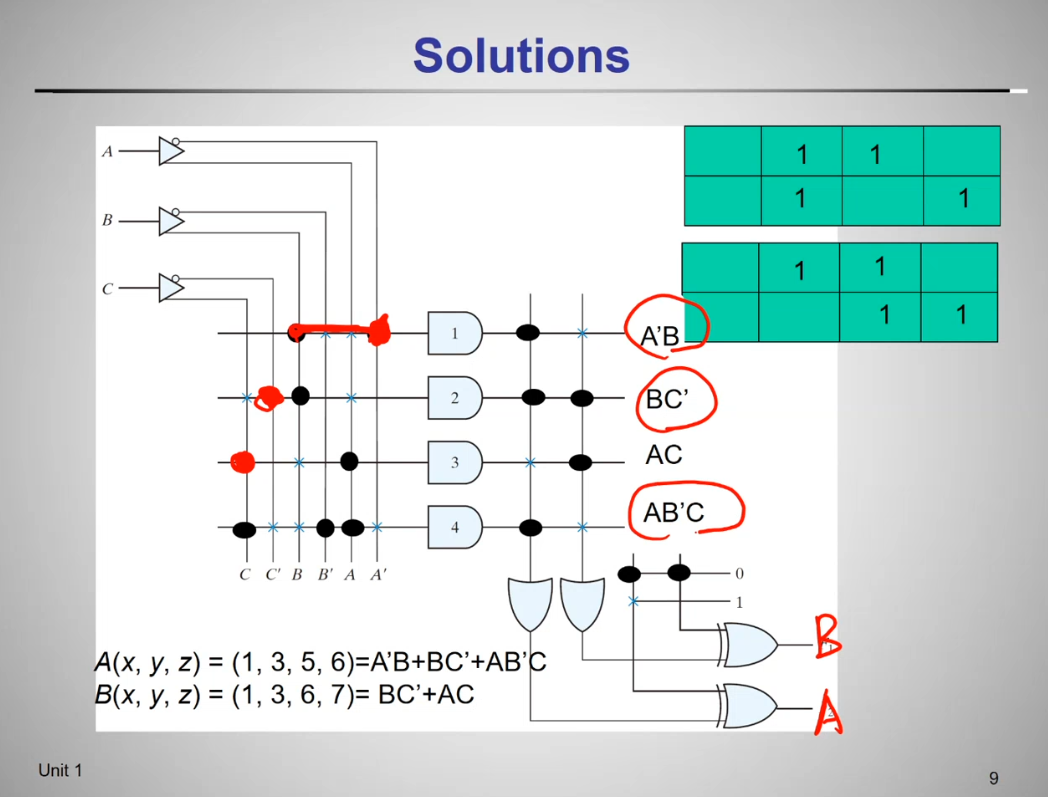 Solutions
A
B
C
1 1
1 1
1 1
1 1
1 A’B
2 BC’
3 AC
4 AB’C
C C' B B' A A'
0
1
B
A
A(x, y, z) = (1, 3, 5, 6)=A’B+BC’+AB’C
B(x, y, z) = (1, 3, 6, 7)= BC’+AC
Unit 1
9